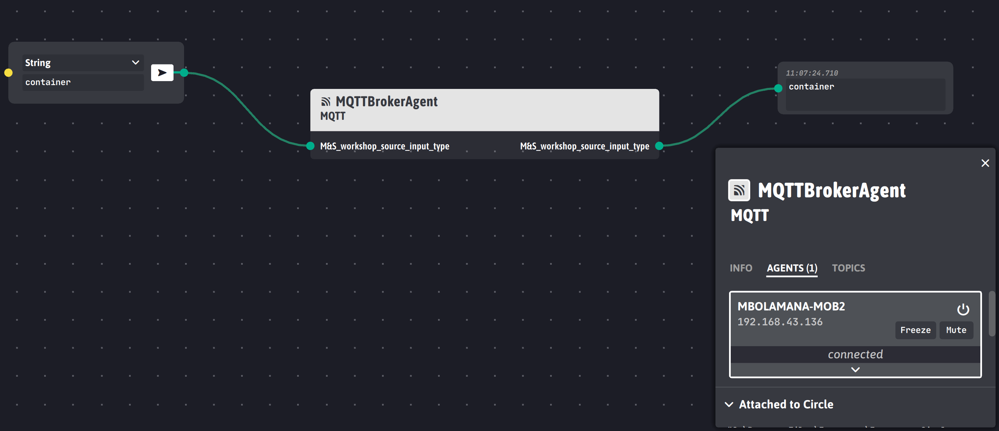 String
container
11:07:24.710
container
MQTTBrokerAgent
MQTT
M&S_workshop_source_input_type
M&S_workshop_source_input_type
MQTTBrokerAgent
MQTT
INFO AGENTS (1) TOPICS
MBOLAMANA-MOB2
192.168.43.136
Freeze Mute
connected
Attached to Circle